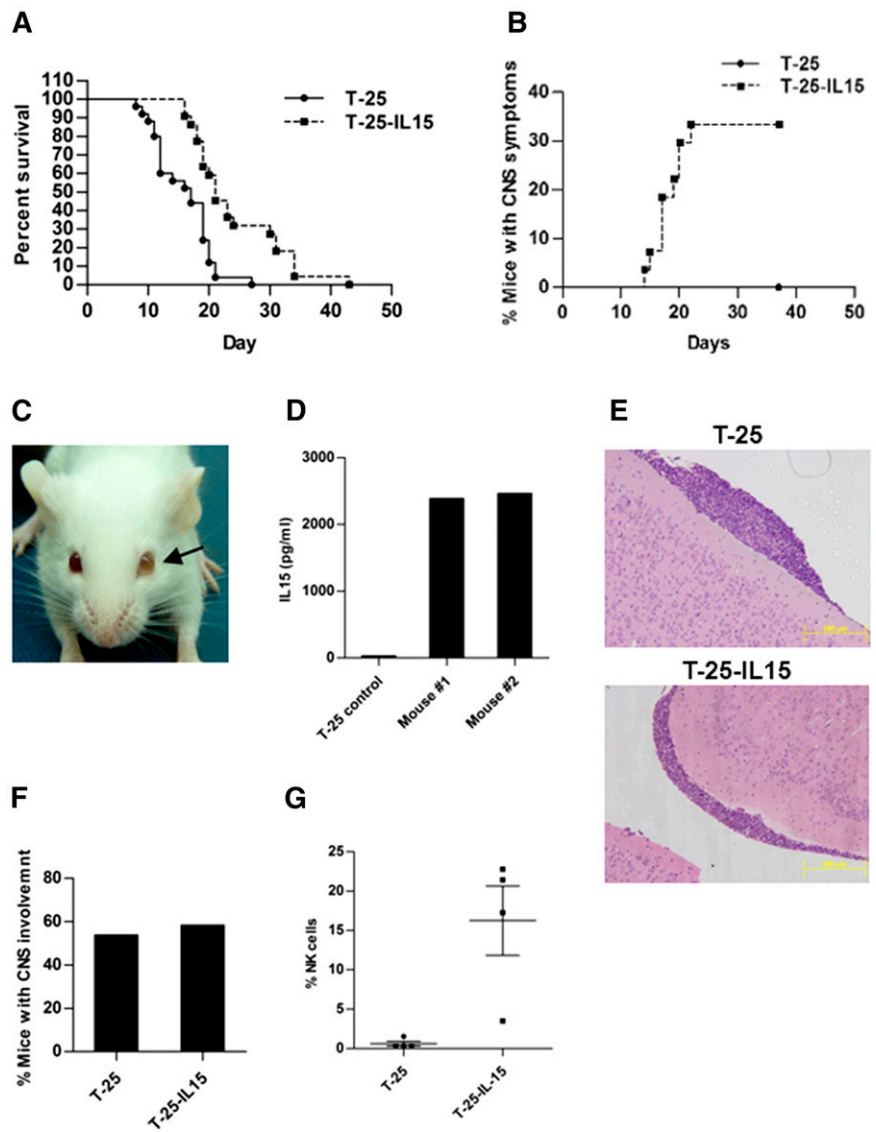 A
Percent survival
110
100
90
80
70
60
50
40
30
20
10
0
0 10 20 30 40 50
Day
T-25
T-25-IL15
B
% Mice with CNS symptoms
40
30
20
10
0
0 10 20 30 40 50
Days
T-25
T-25-IL15
C
D
IL15 (pg/ml)
3000
2000
1000
0
T-25 control
Mouse #1
Mouse #2
E
T-25
T-25-IL15
F
% Mice with CNS involvemnt
80
60
40
20
0
T-25
T-25-IL15
G
% NK cells
25
20
15
10
5
0
T-25
T-25-IL-15